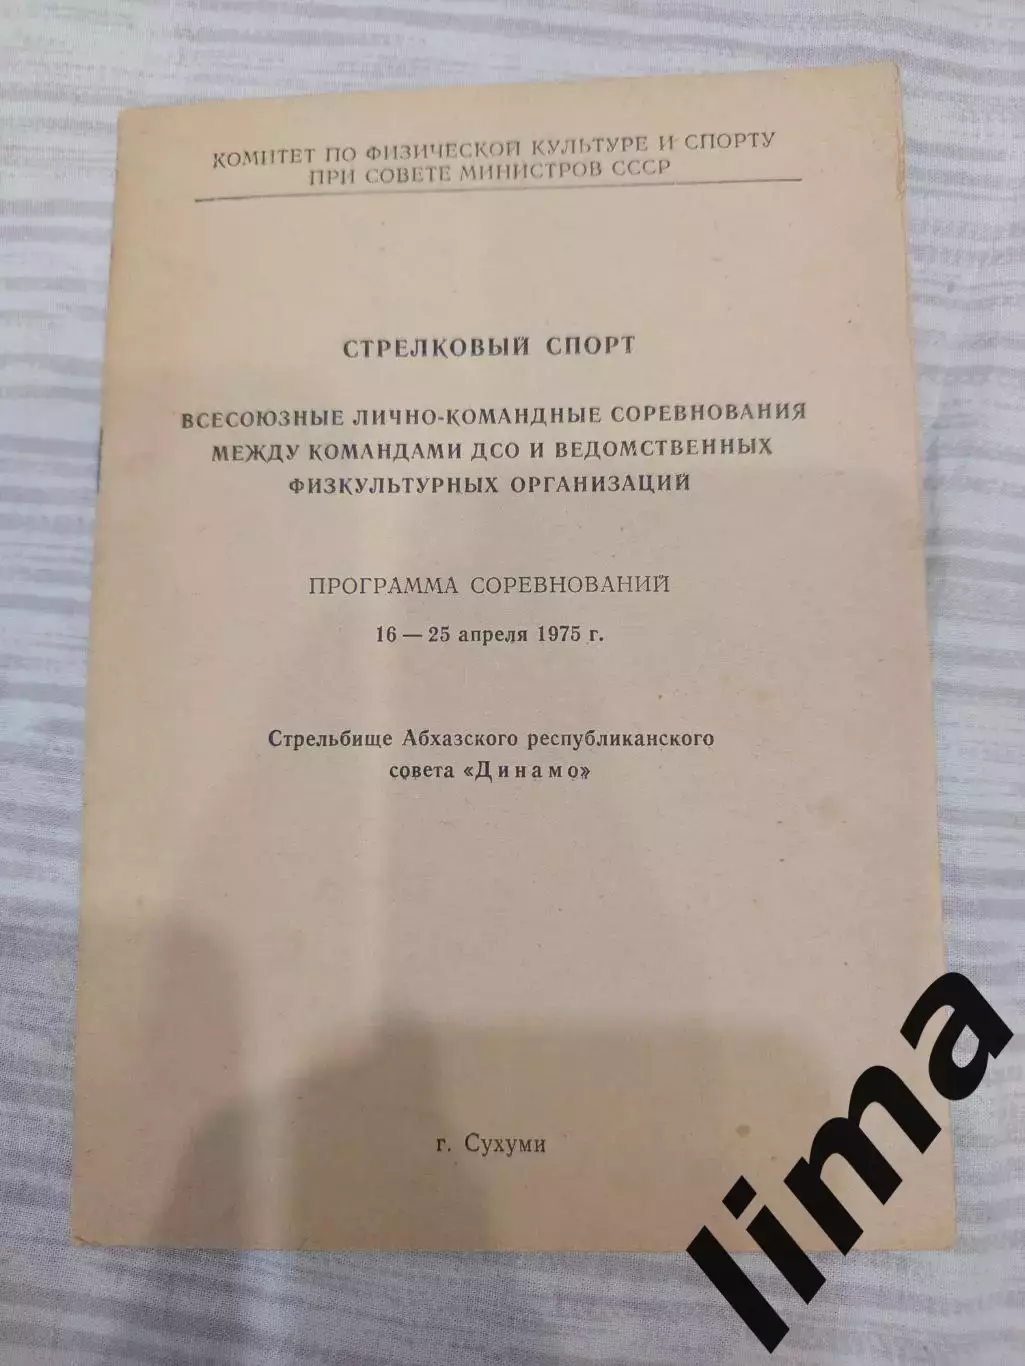 КОМИТЕТ ПО ФИЗИЧЕСКОЙ КУЛЬТУРЕ И СПОРТУ
ПРИ СОВЕТЕ МИНИСТРОВ СССР
СТРЕЛКОВЫЙ СПОРТ
ВСЕСОЮЗНЫЕ ЛИЧНО-КОМАНДНЫЕ СОРЕВНОВАНИЯ
МЕЖДУ КОМАНДАМИ ДСО И ВЕДОМСТВЕННЫХ
ФИЗКУЛЬТУРНЫХ ОРГАНИЗАЦИЙ
ПРОГРАММА СОРЕВНОВАНИЙ
16 — 25 апреля 1975 г.
Стрельбище Абхазского республиканского
совета «Динамо»
г. Сухуми
lima